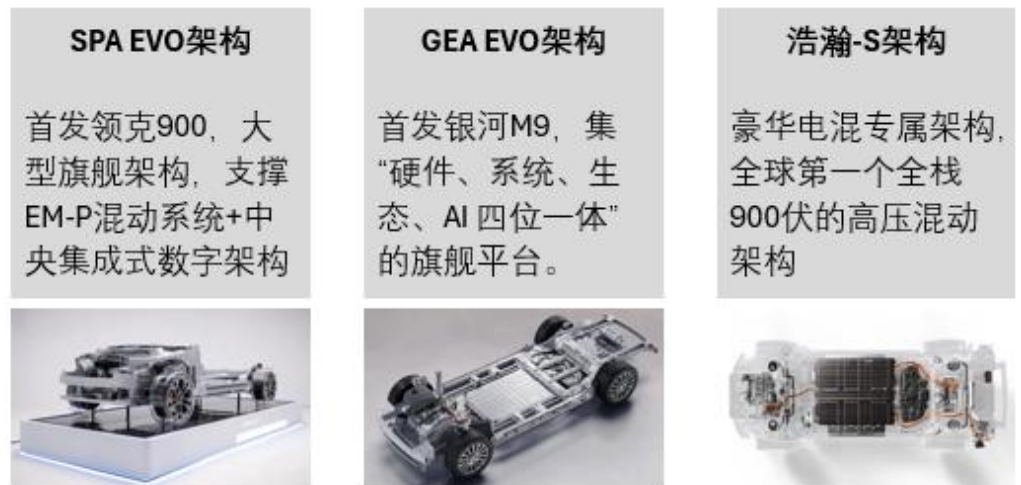 SPA EVO架构
首发领克900，大
型旗舰架构，支撑
EM-P混动系统+中
央集成式数字架构
GEA EVO架构
首发银河M9，集
“硬件、系统、生
态、AI 四位一体”
的旗舰平台。
浩瀚-S架构
豪华电混专属架构，
全球第一个全栈
900伏的高压混动
架构